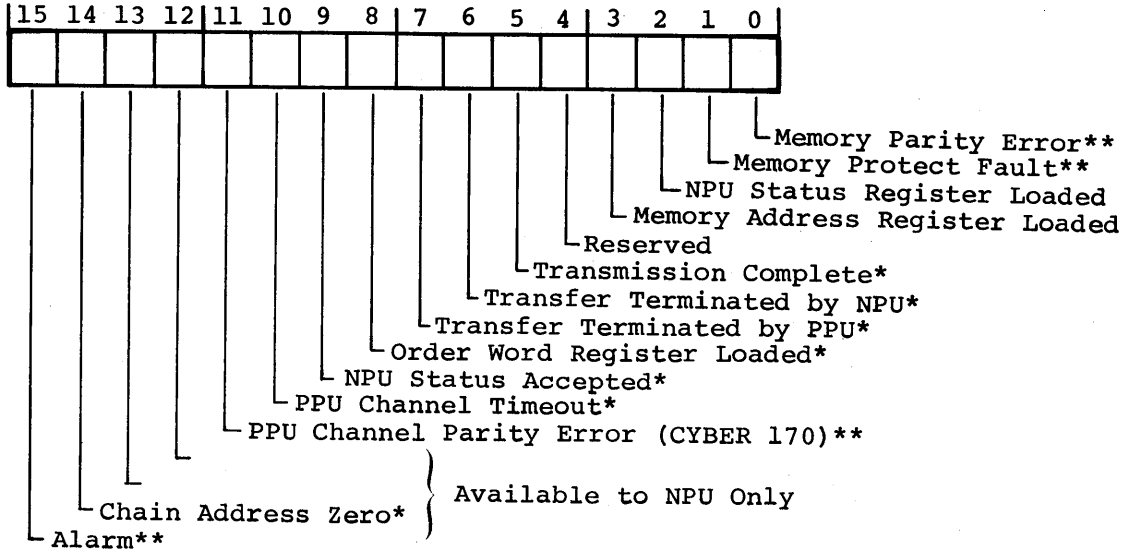 15 14 13 12 11 10 9 8 7 6 5 4 3 2 1 0
Memory Parity Error**
Memory Protect Fault**
NPU Status Register Loaded
Memory Address Register Loaded
Reserved
Transmission Complete*
Transfer Terminated by NPU*
Transfer Terminated by PPU*
Order Word Register Loaded*
NPU Status Accepted*
PPU Channel Timeout*
PPU Channel Parity Error (CYBER 170)**
Available to NPU Only
Chain Address Zero*
Alarm**